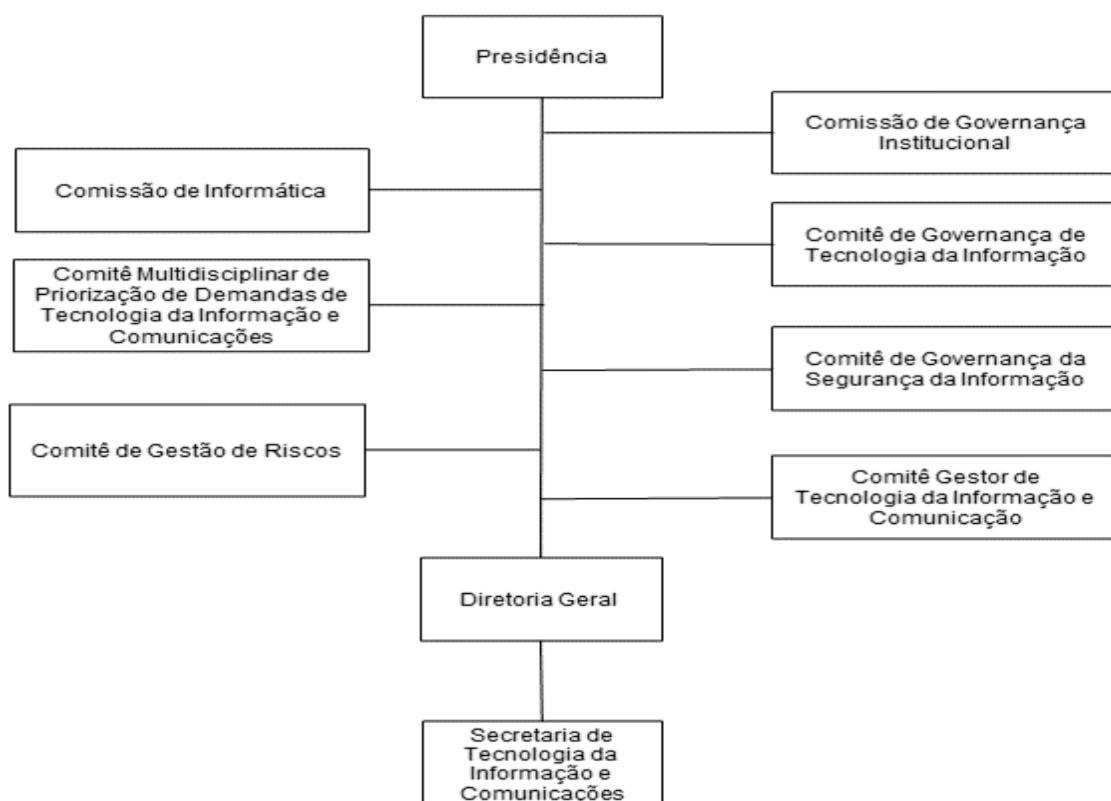 Presidência
Comissão de Governança
Institucional
Comissão de Informática
Comitê de Governança de
Tecnologia da Informação
Comitê Multidisciplinar de
Priorização de Demandas de
Tecnologia da Informação e
Comunicações
Comitê de Governança da
Segurança da Informação
Comitê de Gestão de Riscos
Comitê Gestor de
Tecnologia da Informação e
Comunicação
Diretoria Geral
Secretaria de
Tecnologia da
Informação e
Comunicações